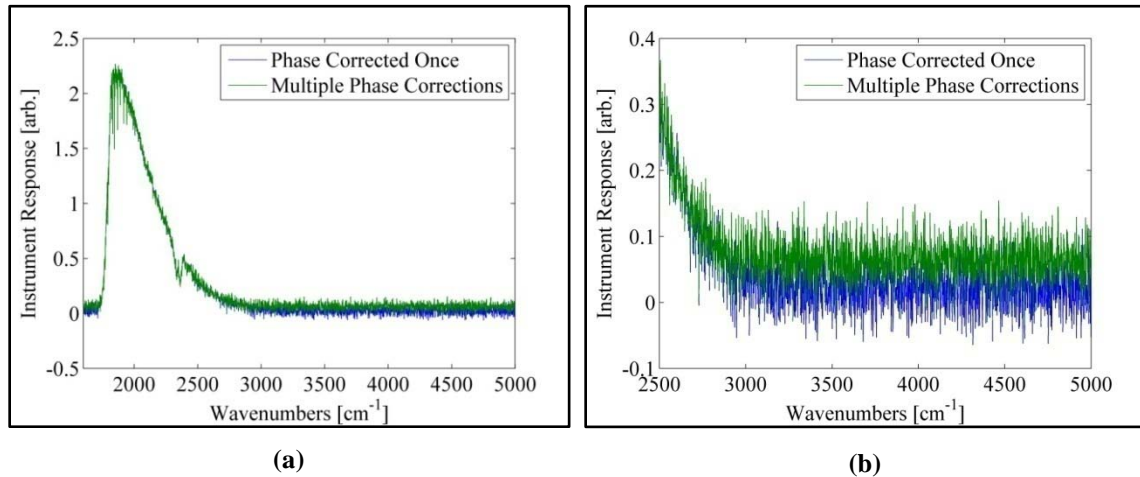 2.5
2
1.5
1
0.5
0
-0.5
Instrument Response [arb.]
Phase Corrected Once
Multiple Phase Corrections
2000 2500 3000 3500 4000 4500 5000
Wavenumbers [cm⁻¹]
(a)
0.4
0.3
0.2
0.1
0
-0.1
Instrument Response [arb.]
Phase Corrected Once
Multiple Phase Corrections
2500 3000 3500 4000 4500 5000
Wavenumbers [cm⁻¹]
(b)